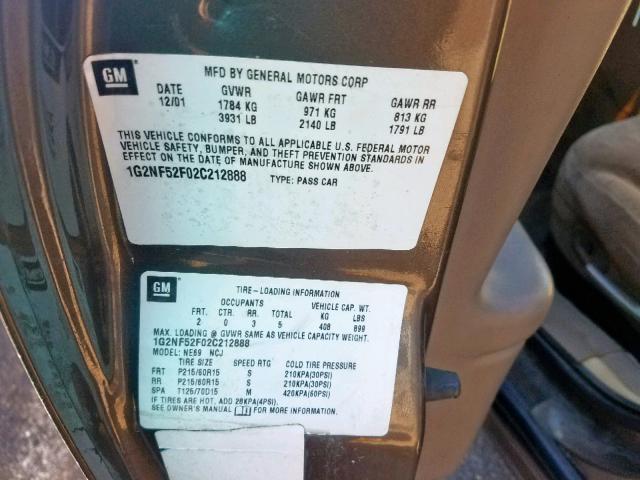 GM
MFD BY GENERAL MOTORS CORP
DATE GVWR GAWR FRT GAWR RR
12/01 1784 KG 971 KG 813 KG
3931 LB 2140 LB 1791 LB
THIS VEHICLE CONFORMS TO ALL APPLICABLE U.S. FEDERAL MOTOR
VEHICLE SAFETY, BUMPER, AND THEFT PREVENTION STANDARDS IN
EFFECT ON THE DATE OF MANUFACTURE SHOWN ABOVE.
1G2NF52F02C212888 TYPE: PASS CAR
GM
TIRE-LOADING INFORMATION
OCCUPANTS VEHICLE CAP. WT.
FRT. CTR. RR. TOTAL KG LBS
2 0 3 5 408 899
MAX. LOADING @ GVWR SAME AS VEHICLE CAPACITY WEIGHT.
1G2NF52F02C212888
MODEL: NE69 NCJ
TIRE SIZE SPEED RTG COLD TIRE PRESSURE
FRT P215/60R15 S 210KPA(30PSI)
RR P215/60R15 S 210KPA(30PSI)
SPA T125/70D15 M 420KPA(60PSI)
IF TIRES ARE HOT, ADD 28KPA(4PSI)
SEE OWNER'S MANUAL FOR ADDITIONAL INFORMATION